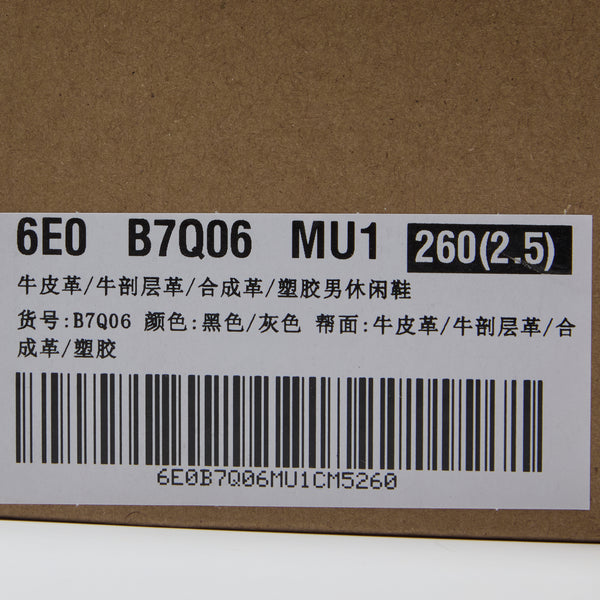 6E0 B7Q06 MU1 260(2.5)
牛皮革/牛剖层革/合成革/塑胶男休闲鞋
货号:B7Q06 颜色:黑色/灰色 帮面:牛皮革/牛剖层革/合
成革/塑胶
6E0B7Q06MU1CM5260